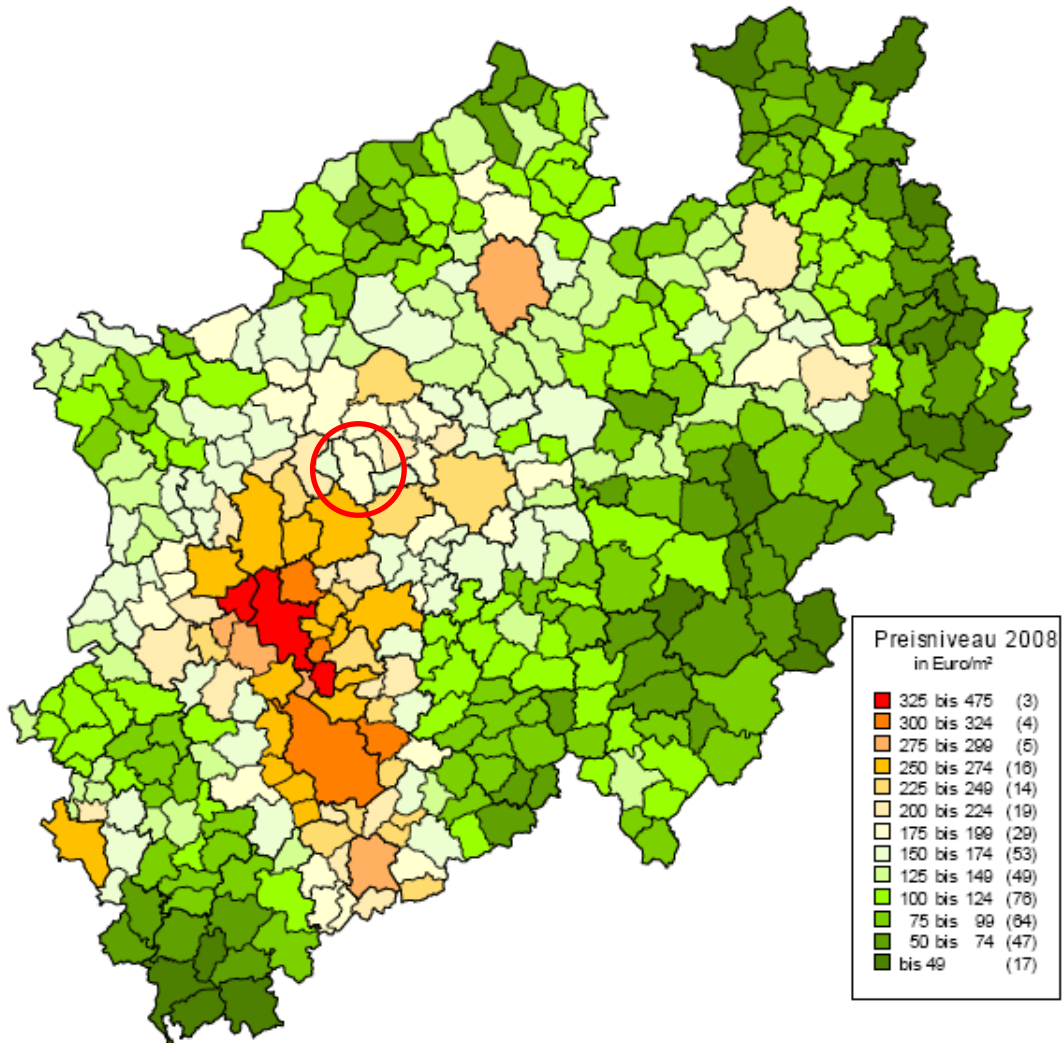 Preisniveau 2008
in Euro/m²
325 bis 475 (3)
300 bis 324 (4)
275 bis 299 (5)
250 bis 274 (16)
225 bis 249 (14)
200 bis 224 (19)
175 bis 199 (29)
150 bis 174 (53)
125 bis 149 (49)
100 bis 124 (76)
75 bis 99 (64)
50 bis 74 (47)
bis 49 (17)